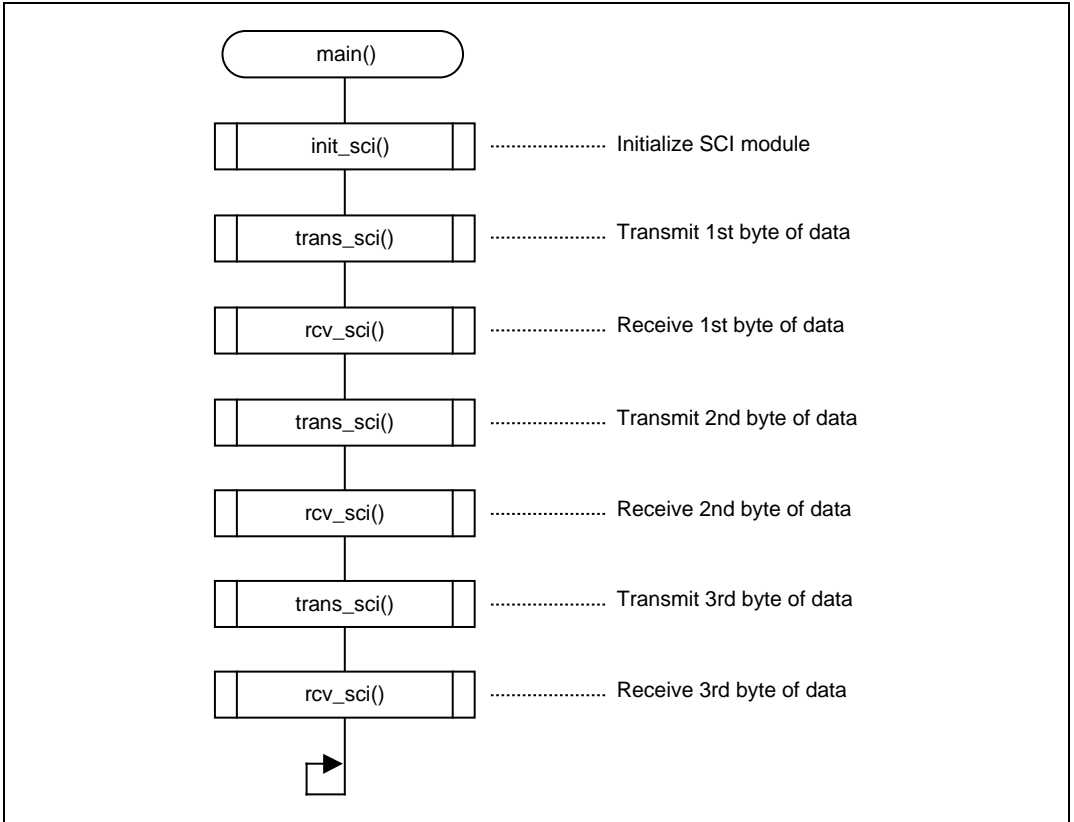 main()
init_sci() ...................... Initialize SCI module
trans_sci() ...................... Transmit 1st byte of data
rcv_sci() ...................... Receive 1st byte of data
trans_sci() ...................... Transmit 2nd byte of data
rcv_sci() ...................... Receive 2nd byte of data
trans_sci() ...................... Transmit 3rd byte of data
rcv_sci() ...................... Receive 3rd byte of data